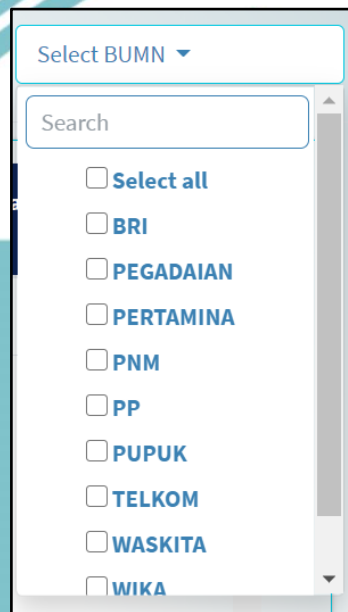 Select BUMN
Search
Select all
BRI
PEGADAIAN
PERTAMINA
PNM
PP
PUPUK
TELKOM
WASKITA
WIKA